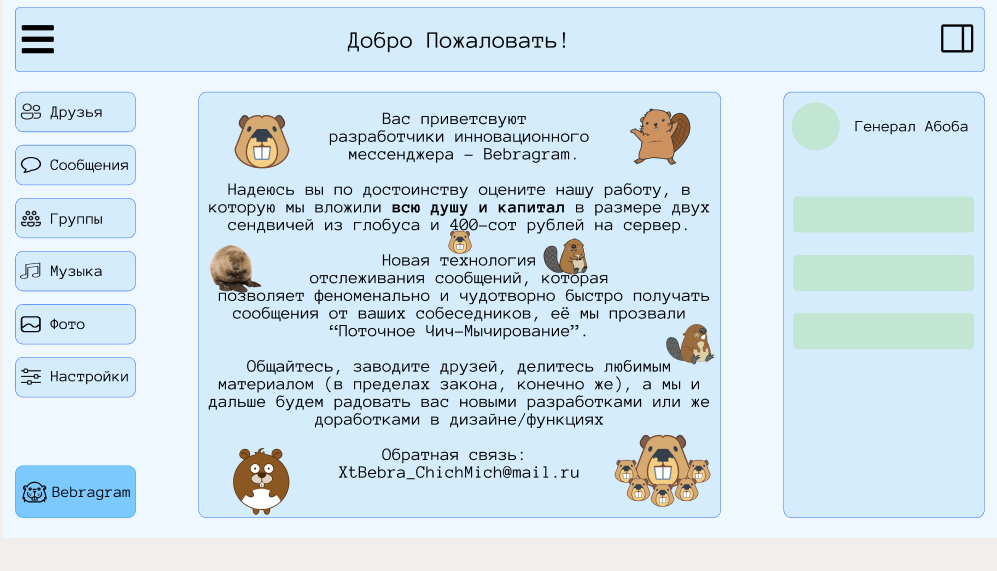 Добро Пожаловать!
Друзья
Сообщения
Группы
Музыка
Фото
Настройки
Bebragram
Вас приветсвуют
разработчики инновационного
мессенджера - Bebragram.
Надеюсь вы по достоинству оцените нашу работу, в
которую мы вложили всю душу и капитал в размере двух
сендвичей из глобуса и 400-сот рублей на сервер.
Новая технология
отслеживания сообщений, которая
позволяет феноменально и чудотворно быстро получать
сообщения от ваших собеседников, её мы прозвали
“Поточное Чич-Мычирование”.
Общайтесь, заводите друзей, делитесь любимым
материалом (в пределах закона, конечно же), а мы и
дальше будем радовать вас новыми разработками или же
доработками в дизайне/функциях
Обратная связь:
XtBebra_ChichMich@mail.ru
Генерал Абоба